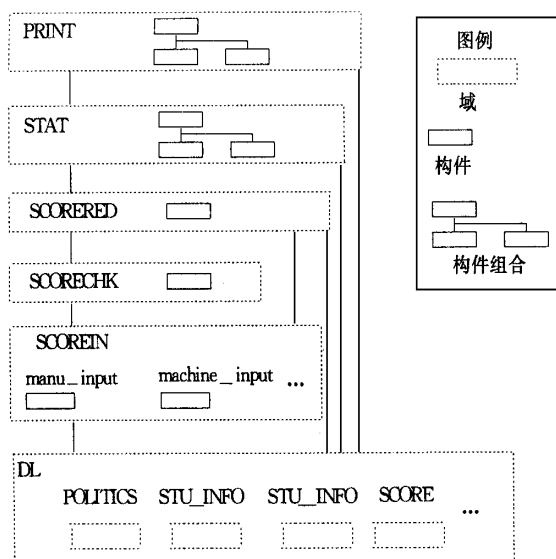 PRINT
STAT
SCORERED
SCORECHK
SCOREIN
manu_input machine_input ...
DL
POLITICS STU_INFO STU_INFO SCORE ...
图例
域
构件
构件组合